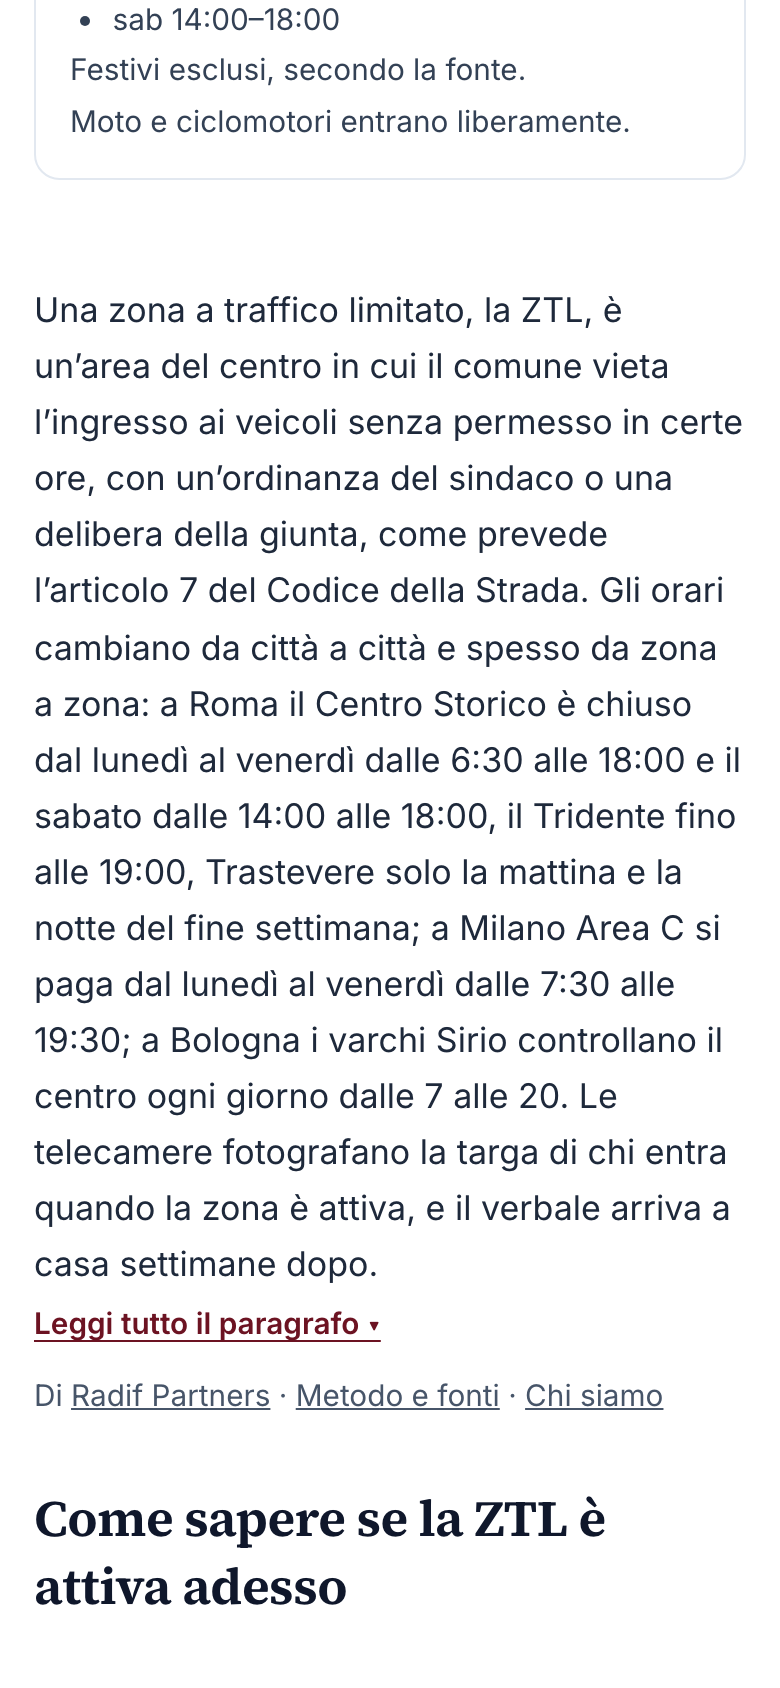 sab 14:00–18:00
Festivi esclusi, secondo la fonte.
Moto e ciclomotori entrano liberamente.
Una zona a traffico limitato, la ZTL, è
un’area del centro in cui il comune vieta
l’ingresso ai veicoli senza permesso in certe
ore, con un’ordinanza del sindaco o una
delibera della giunta, come prevede
l’articolo 7 del Codice della Strada. Gli orari
cambiano da città a città e spesso da zona
a zona: a Roma il Centro Storico è chiuso
dal lunedì al venerdì dalle 6:30 alle 18:00 e il
sabato dalle 14:00 alle 18:00, il Tridente fino
alle 19:00, Trastevere solo la mattina e la
notte del fine settimana; a Milano Area C si
paga dal lunedì al venerdì dalle 7:30 alle
19:30; a Bologna i varchi Sirio controllano il
centro ogni giorno dalle 7 alle 20. Le
telecamere fotografano la targa di chi entra
quando la zona è attiva, e il verbale arriva a
casa settimane dopo.
Leggi tutto il paragrafo ▾
Di Radif Partners · Metodo e fonti · Chi siamo
Come sapere se la ZTL è
attiva adesso